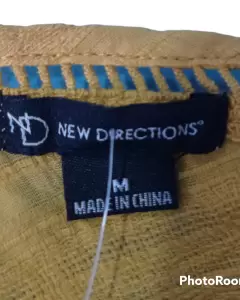 ND NEW DIRECTIONS®
M
MADE IN CHINA
PhotoRoom